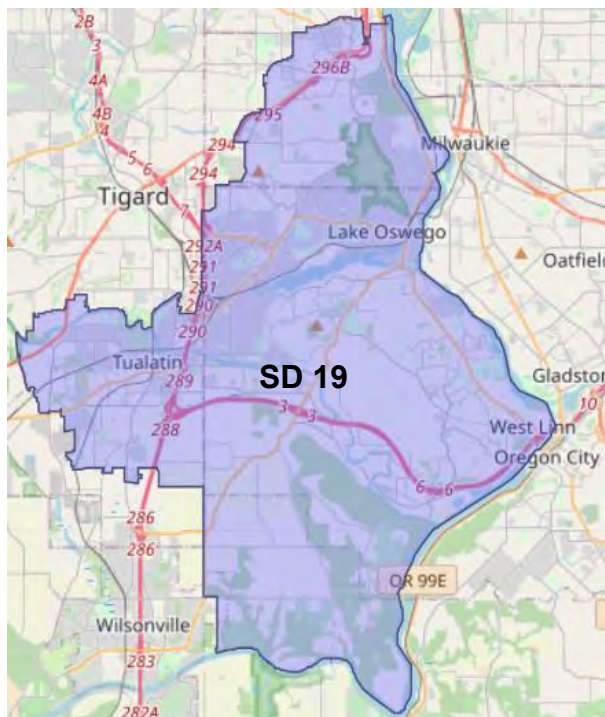 2B
3
296B
4A
295
4B
4
294
Milwaukie
5
6
294
Tigard
7
Lake Oswego
292A
Oatfield
291
291
290
290
Tualatin
289
SD 19
Gladston
10
3
3
288
West Linn
Oregon City
6
6
286
286
OR 99E
Wilsonville
283
282A